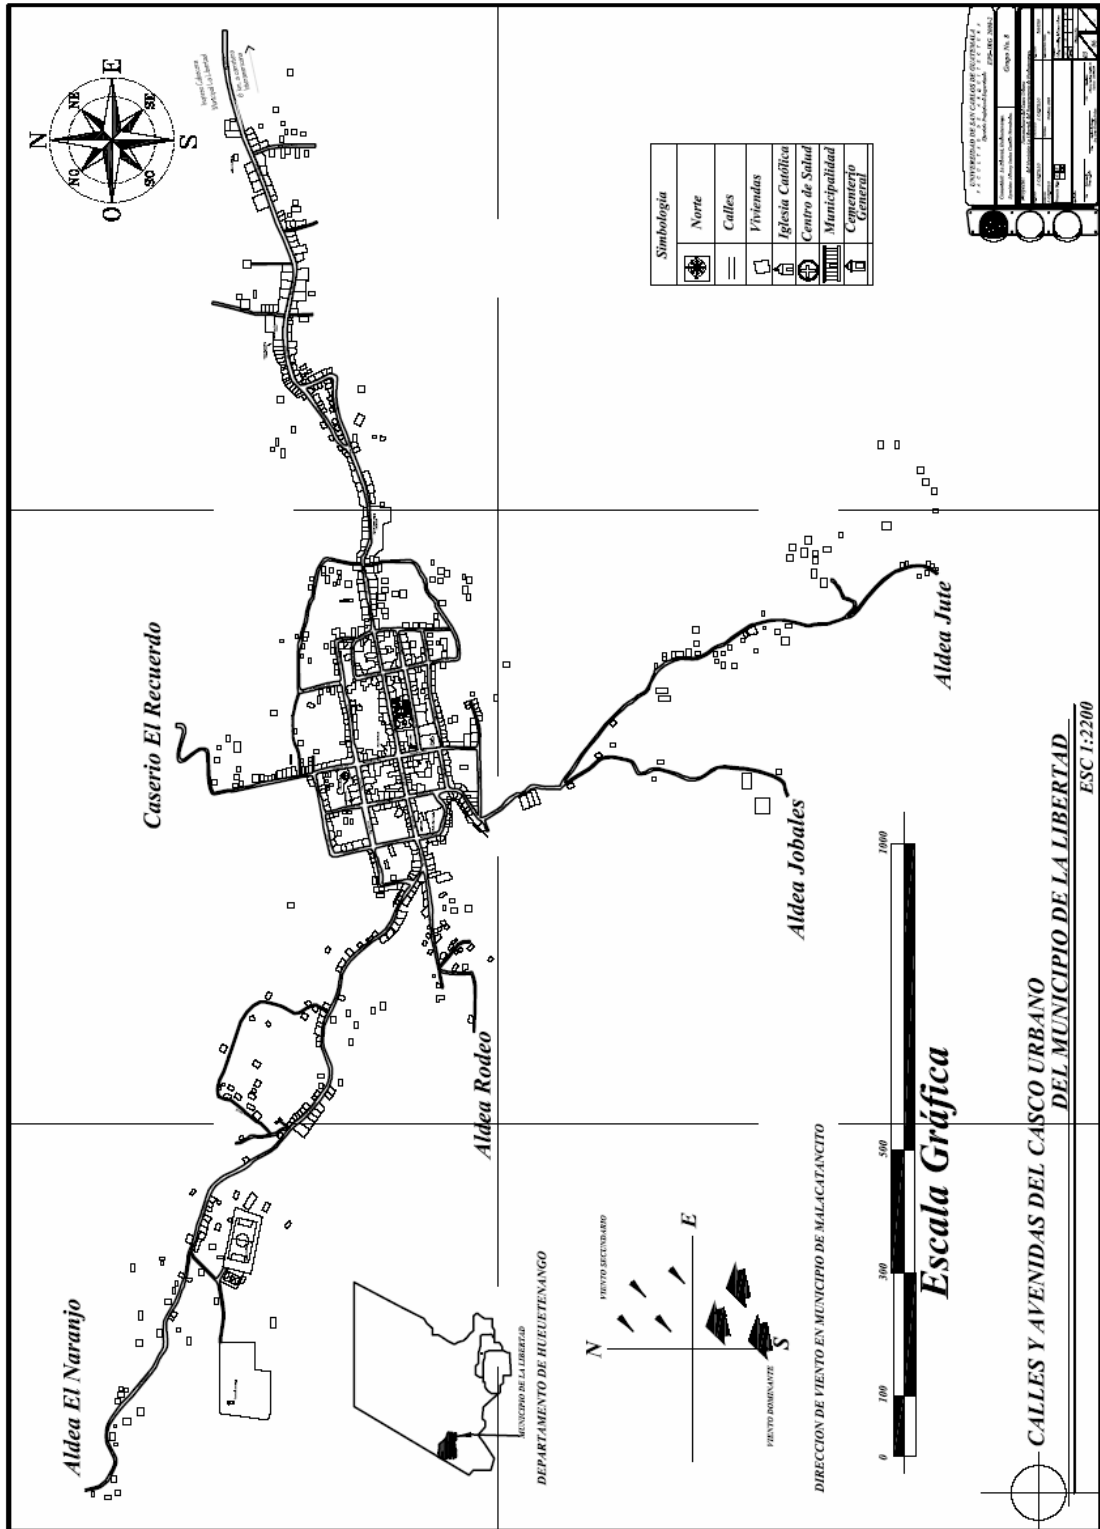 N
NE
E
SE
S
SO
O
NO
Caserio El Recuerdo
Aldea El Naranjo
Aldea Rodeo
Aldea Jobales
Aldea Jute
Simbologia
Norte
Calles
Viviendas
Iglesia Católica
Centro de Salud
Municipalidad
Cementerio
General
MUNICIPIO DE LA LIBERTAD
DEPARTAMENTO DE HUEUETENANGO
VIENTO SECUNDARIO
N
E
S
VIENTO DOMINANTE
DIRECCION DE VIENTO EN MUNICIPIO DE MALACATANCITO
0 100 300 500 1000
Escala Gráfica
CALLES Y AVENIDAS DEL CASCO URBANO
DEL MUNICIPIO DE LA LIBERTAD
ESC 1:2200
UNIVERSIDAD DE SAN CARLOS DE GUATEMALA
Grupo No. 8